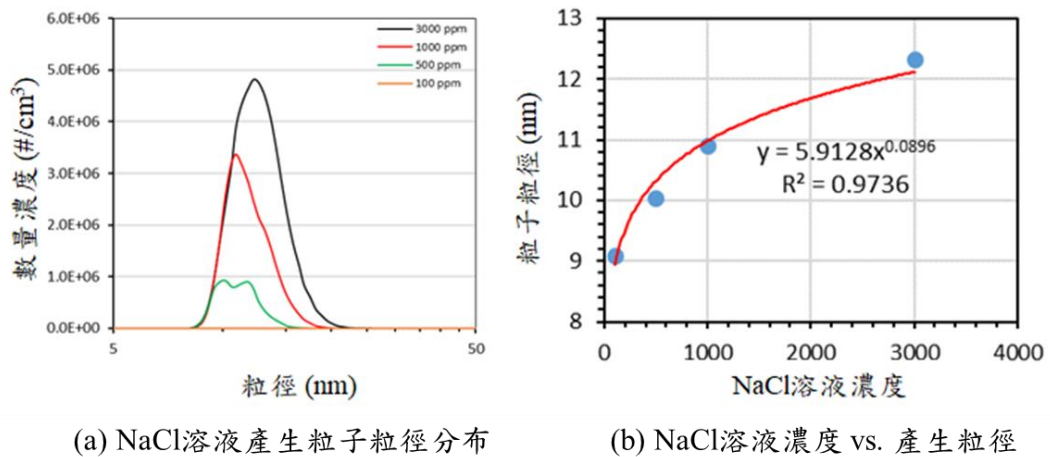 6.0E+06
5.0E+06
4.0E+06
3.0E+06
2.0E+06
1.0E+06
0.0E+00
數量濃度 (#/cm³)
3000 ppm
1000 ppm
500 ppm
100 ppm
5
50
粒徑 (nm)
(a) NaCl溶液產生粒子粒徑分布
13
12
11
10
9
8
粒子粒徑 (nm)
y = 5.9128x^0.0896
R² = 0.9736
0
1000
2000
3000
4000
NaCl溶液濃度
(b) NaCl溶液濃度 vs. 產生粒徑